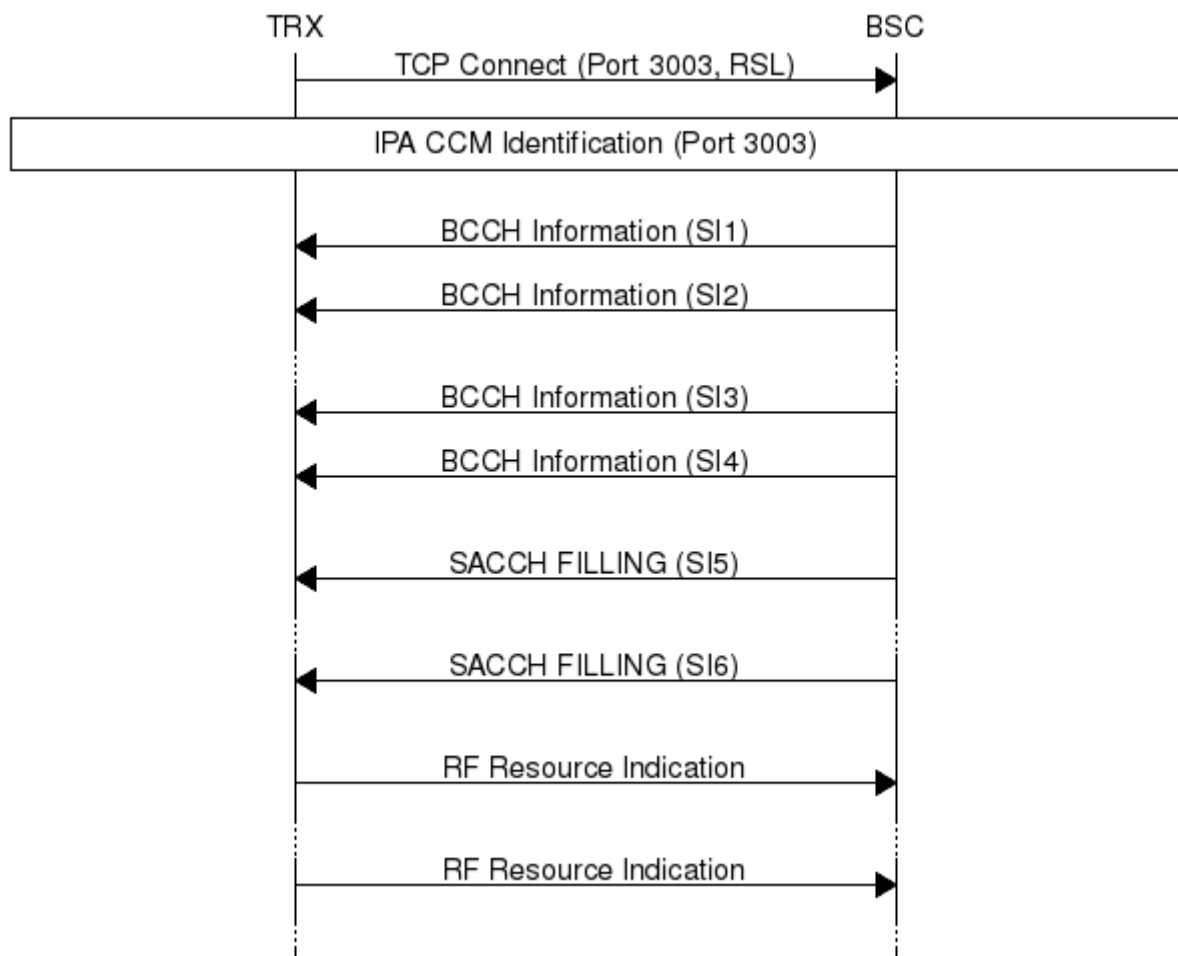 TRX BSC
TCP Connect (Port 3003, RSL)
IPA CCM Identification (Port 3003)
BCCH Information (SI1)
BCCH Information (SI2)
BCCH Information (SI3)
BCCH Information (SI4)
SACCH FILLING (SI5)
SACCH FILLING (SI6)
RF Resource Indication
RF Resource Indication